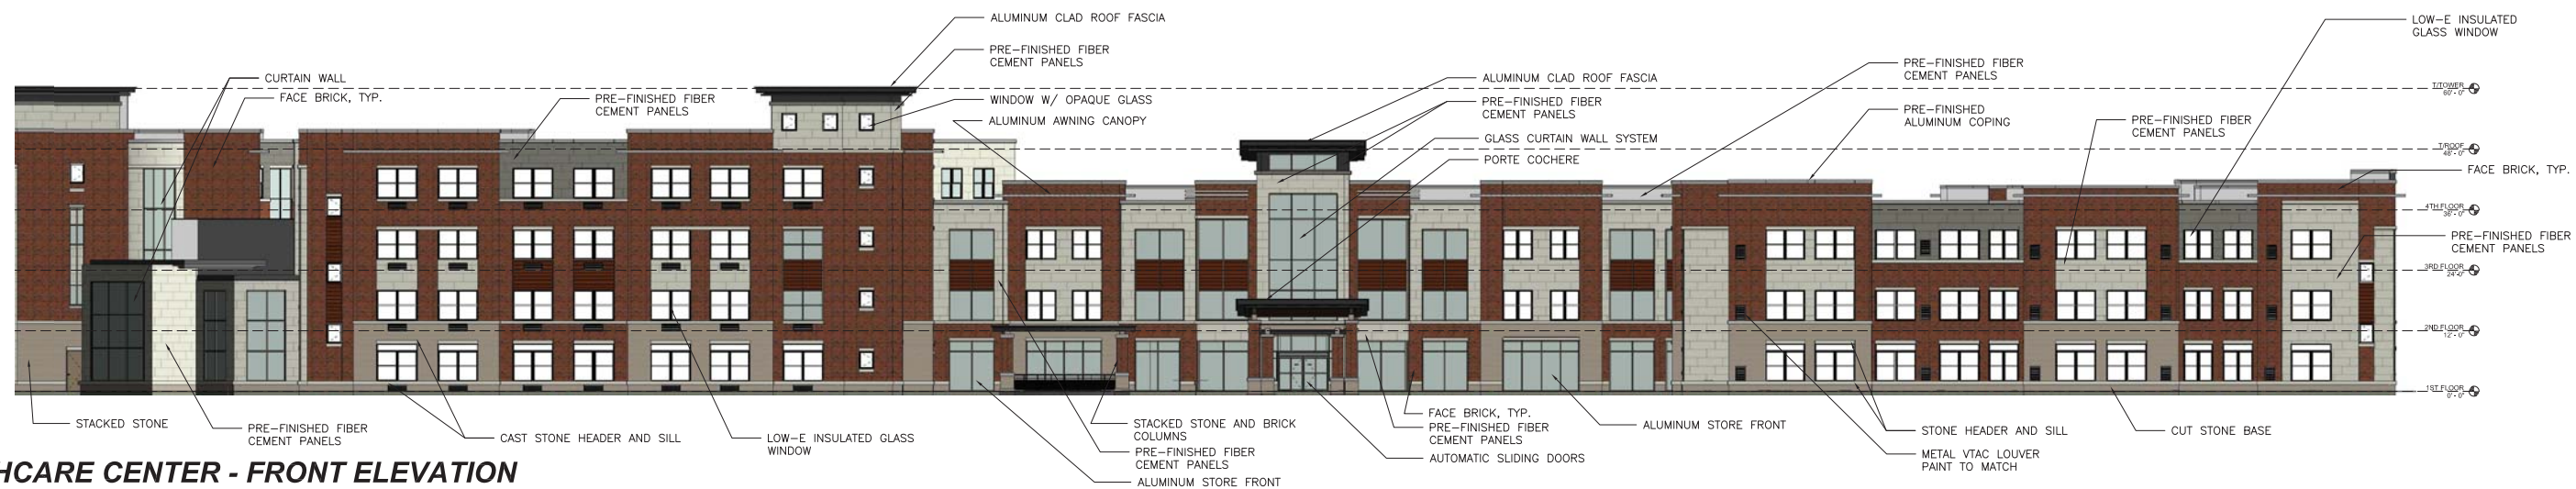 ALUMINUM CLAD ROOF FASCIA
PRE-FINISHED FIBER
CEMENT PANELS
CURTAIN WALL
FACE BRICK, TYP.
PRE-FINISHED FIBER
CEMENT PANELS
WINDOW W/ OPAQUE GLASS
ALUMINUM AWNING CANOPY
ALUMINUM CLAD ROOF FASCIA
PRE-FINISHED FIBER
CEMENT PANELS
GLASS CURTAIN WALL SYSTEM
PORTE COCHERE
PRE-FINISHED FIBER
CEMENT PANELS
PRE-FINISHED
ALUMINUM COPING
PRE-FINISHED FIBER
CEMENT PANELS
LOW-E INSULATED
GLASS WINDOW
T/TOWER
60'- 0"
T/ROOF
48'- 0"
FACE BRICK, TYP.
4TH FLOOR
36'- 0"
PRE-FINISHED FIBER
CEMENT PANELS
3RD FLOOR
24'-0"
2ND FLOOR
12'- 0"
1ST FLOOR
0'- 0"
STACKED STONE
PRE-FINISHED FIBER
CEMENT PANELS
CAST STONE HEADER AND SILL
LOW-E INSULATED GLASS
WINDOW
STACKED STONE AND BRICK
COLUMNS
PRE-FINISHED FIBER
CEMENT PANELS
ALUMINUM STORE FRONT
FACE BRICK, TYP.
PRE-FINISHED FIBER
CEMENT PANELS
AUTOMATIC SLIDING DOORS
ALUMINUM STORE FRONT
STONE HEADER AND SILL
METAL VTAC LOUVER
PAINT TO MATCH
CUT STONE BASE
HCARE CENTER - FRONT ELEVATION